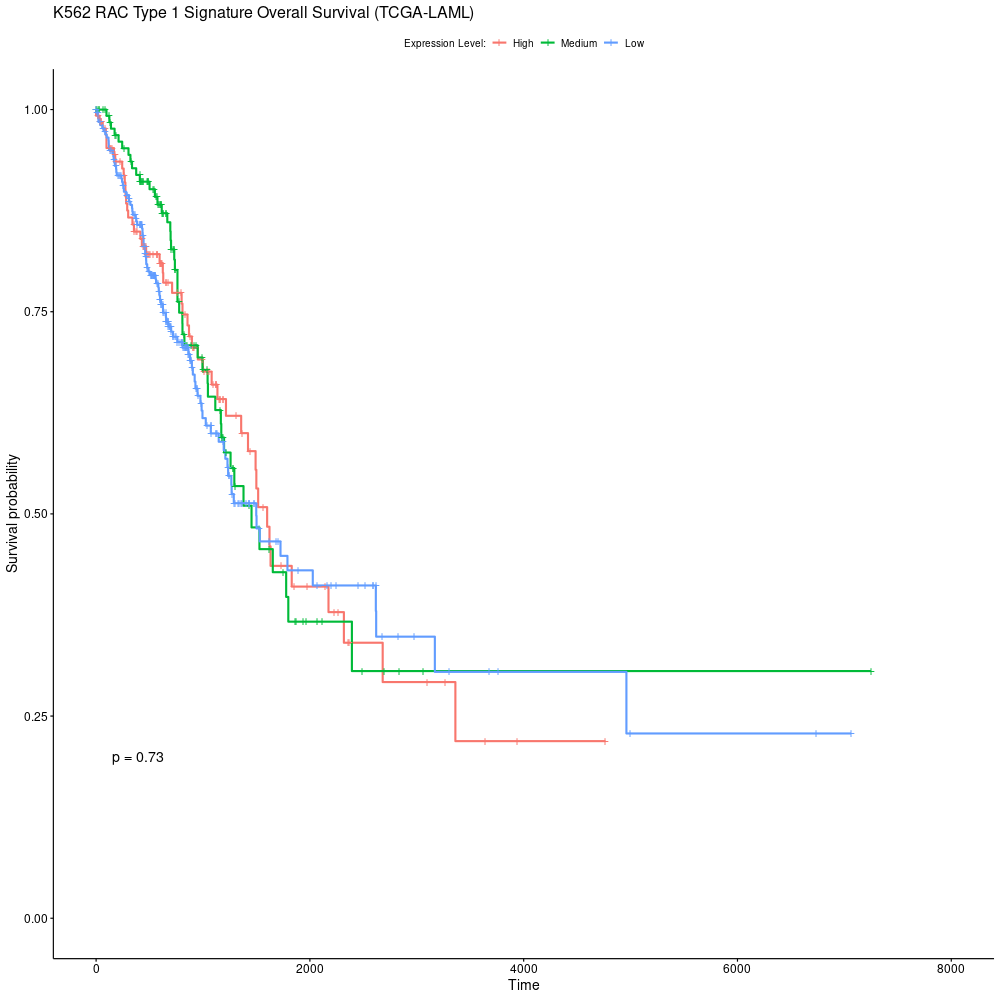 K562 RAC Type 1 Signature Overall Survival (TCGA-LAML)
Expression Level: High Medium Low
Survival probability
1.00
0.75
0.50
0.25
0.00
p = 0.73
0 2000 4000 6000 8000
Time